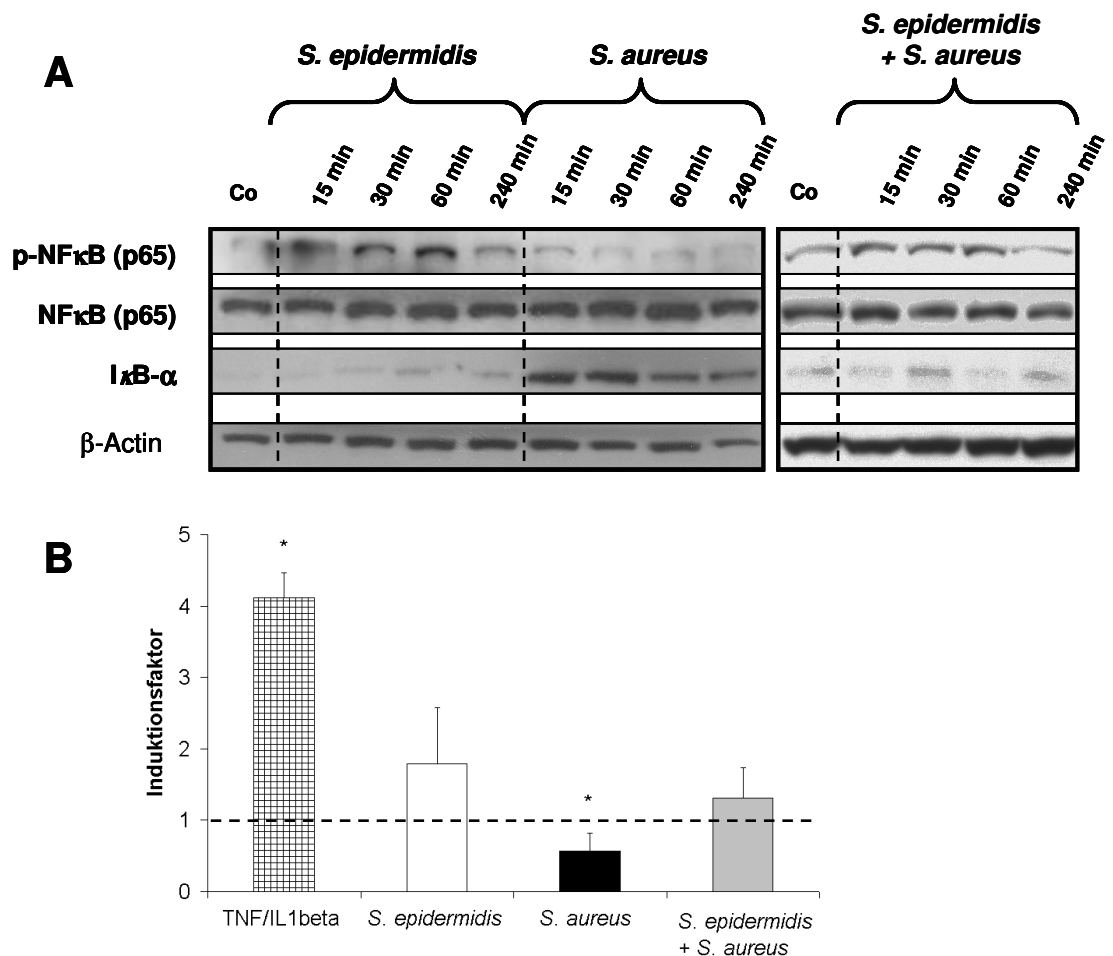 A
S. epidermidis
S. aureus
S. epidermidis
+ S. aureus
Co
15 min
30 min
60 min
240 min
15 min
30 min
60 min
240 min
Co
15 min
30 min
60 min
240 min
p-NFκB (p65)
NFκB (p65)
IκB-α
β-Actin
B
Induktionsfaktor
5
*
4
3
2
*
1
0
TNF/IL1beta
S. epidermidis
S. aureus
S. epidermidis
+ S. aureus